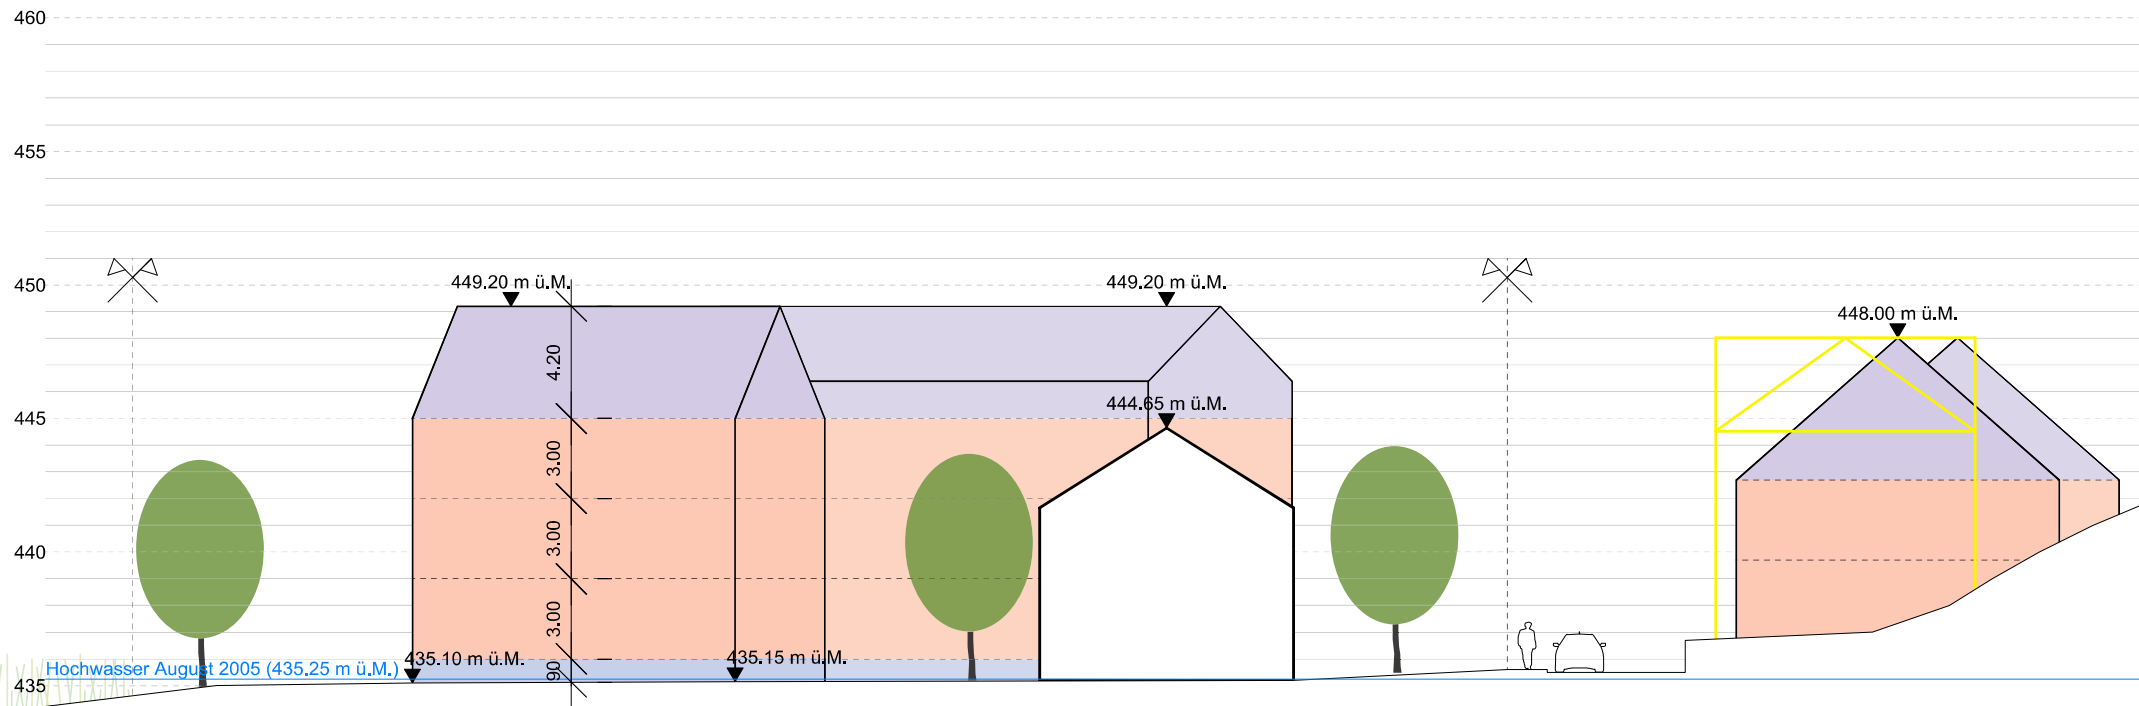 460
455
450
449.20 m ü.M.
449.20 m ü.M.
448.00 m ü.M.
4.20
445
444.65 m ü.M.
3.00
440
3.00
3.00
Hochwasser August 2005 (435.25 m ü.M.)
435.10 m ü.M.
90
435.15 m ü.M.
435